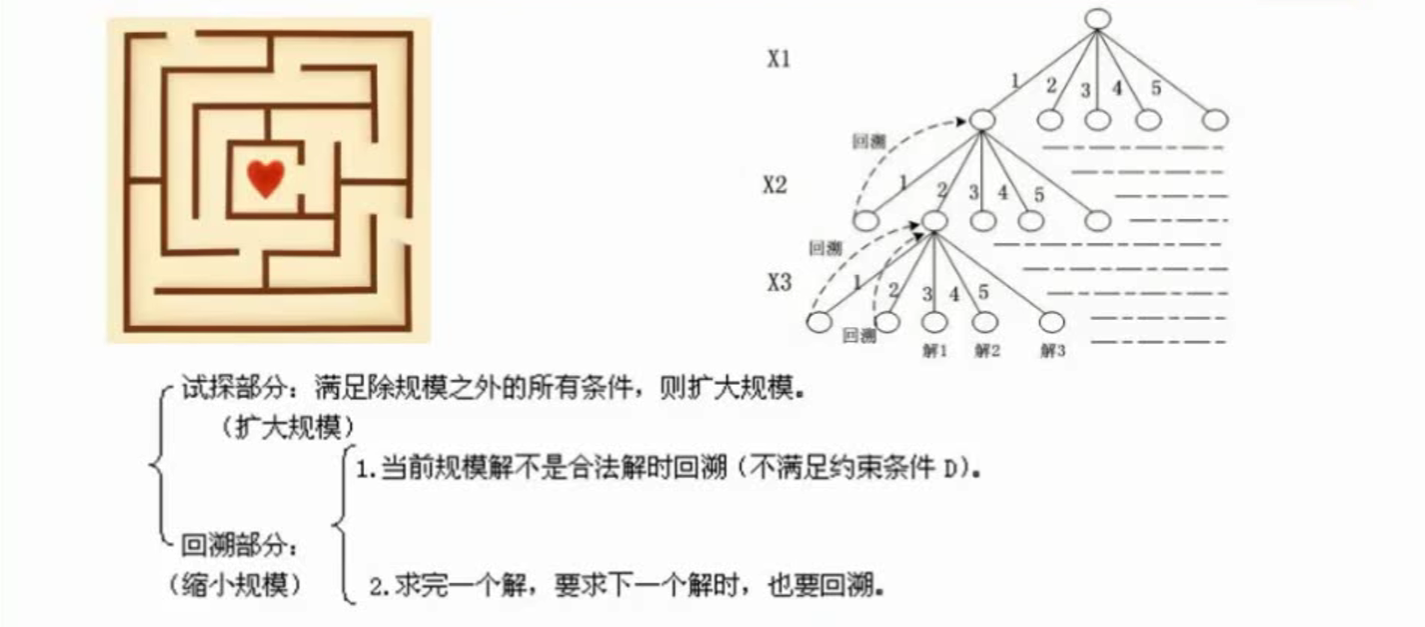 X1
1 2 3 4 5
回溯
X2
1 2 3 4 5
回溯
X3
1 2 3 4 5
回溯
解1 解2 解3
试探部分：满足除规模之外的所有条件，则扩大规模。
（扩大规模）
1.当前规模解不是合法解时回溯（不满足约束条件 D）。
回溯部分：
（缩小规模）
2.求完一个解，要求下一个解时，也要回溯。